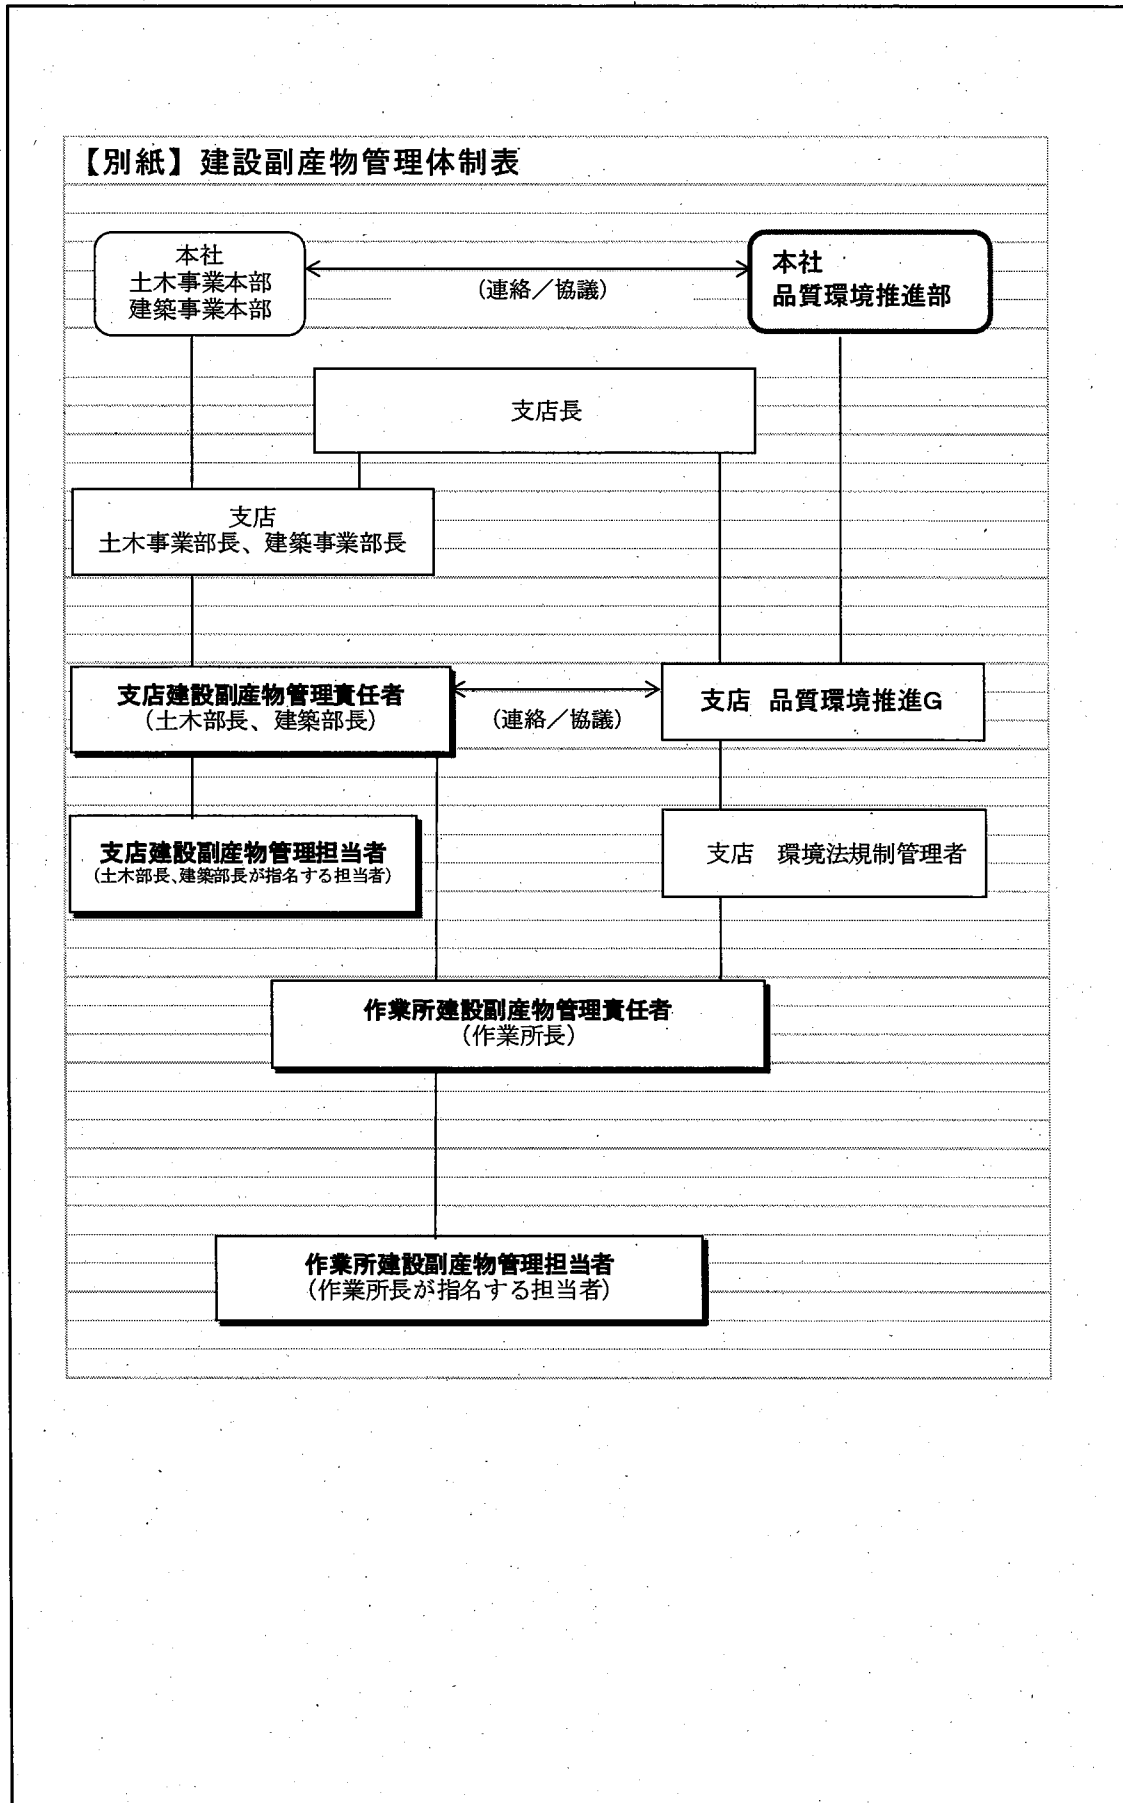 【別紙】建設副産物管理体制表
本社
土木事業本部
建築事業本部
(連絡／協議)
本社
品質環境推進部
支店長
支店
土木事業部長、建築事業部長
支店建設副産物管理責任者
(土木部長、建築部長)
(連絡／協議)
支店　品質環境推進G
支店建設副産物管理担当者
(土木部長、建築部長が指名する担当者)
支店　環境法規制管理者
作業所建設副産物管理責任者
(作業所長)
作業所建設副産物管理担当者
(作業所長が指名する担当者)